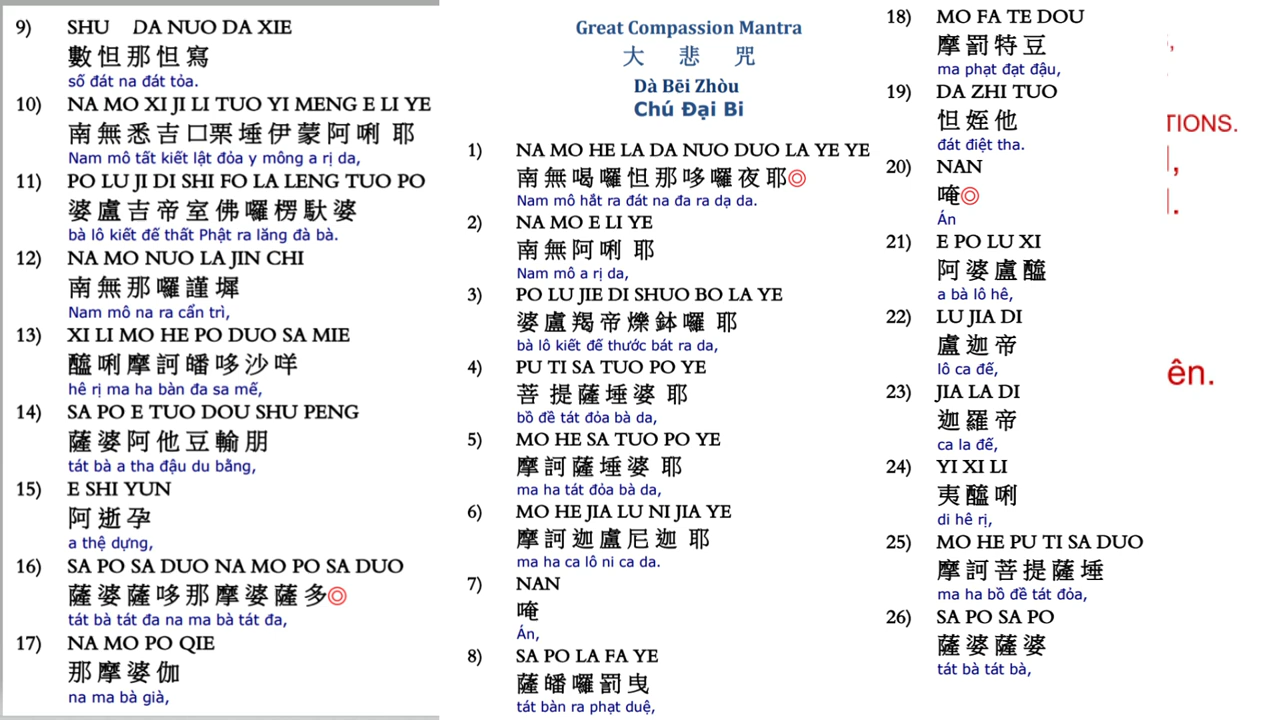 Great Compassion Mantra
大 悲 咒
Dà Bēi Zhòu
Chú Đại Bi
1) NA MO HE LA DA NUO DUO LA YE YE
南無喝囉怛那哆囉夜耶◎
Nam mô hắt ra đát na đa ra dạ da.
2) NA MO E LI YE
南無阿唎 耶
Nam mô a rị da,
3) PO LU JIE DI SHUO BO LA YE
婆盧羯帝爍鉢囉 耶
bà lô kiết đế thước bát ra da,
4) PU TI SA TUO PO YE
菩提薩埵婆 耶
bồ đề tát đỏa bà da,
5) MO HE SA TUO PO YE
摩訶薩埵婆 耶
ma ha tát đỏa bà da,
6) MO HE JIA LU NI JIA YE
摩訶迦盧尼迦 耶
ma ha ca lô ni ca da.
7) NAN
唵
Án,
8) SA PO LA FA YE
薩皤囉罰曳
tát bàn ra phạt duệ,
9) SHU DA NUO DA XIE
數怛那怛寫
số đát na đát tỏa.
10) NA MO XI JI LI TUO YI MENG E LI YE
南無悉吉口栗埵伊蒙阿唎 耶
Nam mô tất kiết lật đỏa y mông a rị da,
11) PO LU JI DI SHI FO LA LENG TUO PO
婆盧吉帝室佛囉楞馱婆
bà lô kiết đế thất Phật ra lăng đà bà.
12) NA MO NUO LA JIN CHI
南無那囉謹墀
Nam mô na ra cẩn trì,
13) XI LI MO HE PO DUO SA MIE
醯唎摩訶皤哆沙咩
hê rị ma ha bàn đa sa mế,
14) SA PO E TUO DOU SHU PENG
薩婆阿他豆輸朋
tát bà a tha đậu du bằng,
15) E SHI YUN
阿逝孕
a thệ dựng,
16) SA PO SA DUO NA MO PO SA DUO
薩婆薩哆那摩婆薩多◎
tát bà tát đa na ma bà tát đa,
17) NA MO PO QIE
那摩婆伽
na ma bà già,
18) MO FA TE DOU
摩罰特豆
ma phạt đạt đậu,
19) DA ZHI TUO
怛姪他
đát điệt tha.
20) NAN
唵◎
Án
21) E PO LU XI
阿婆盧醯
a bà lô hê,
22) LU JIA DI
盧迦帝
lô ca đế,
23) JIA LA DI
迦羅帝
ca la đế,
24) YI XI LI
夷醯唎
di hê rị,
25) MO HE PU TI SA DUO
摩訶菩提薩埵
ma ha bồ đề tát đỏa,
26) SA PO SA PO
薩婆薩婆
tát bà tát bà,
TIONS.
ên.